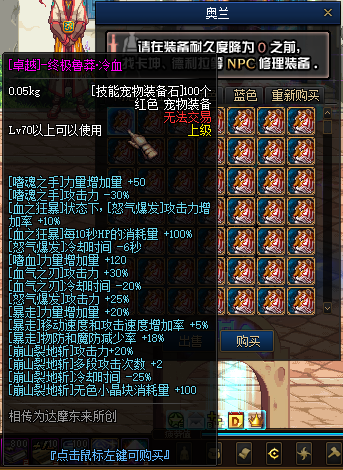 奥兰
请在装备耐久度降为 0 之前,
找卡坤、德利拉等 NPC 修理装备.
[卓越]-终极鲁莽·冷血
0.05kg
[技能宠物装备石]100个
红色 宠物装备
无法交易
Lv70以上可以使用
上级
蓝色
重新购买
[嗜魂之手]力量增加量 +50
[嗜魂之手]攻击力 -30%
[血之狂暴]状态下,[怒气爆发]攻击力增
加率 +10%
[血之狂暴]每10秒HP的消耗量 +100%
[怒气爆发]冷却时间 -6秒
[嗜血]力量增加量 +120
[血气之刃]攻击力 +30%
[血气之刃]冷却时间 -20%
[怒气爆发]攻击力 +25%
[暴走]力量增加量 +20%
[暴走]移动速度和攻击速度增加率 +5%
[暴走]物防和魔防减少率 +18%
[崩山裂地斩]攻击力+20%
[崩山裂地斩]多段攻击次数 +2
[崩山裂地斩]冷却时间 -25%
[崩山裂地斩]无色小晶块消耗量 +100
出售
购买
相传为达摩东来所创
『点击鼠标左键可购买』